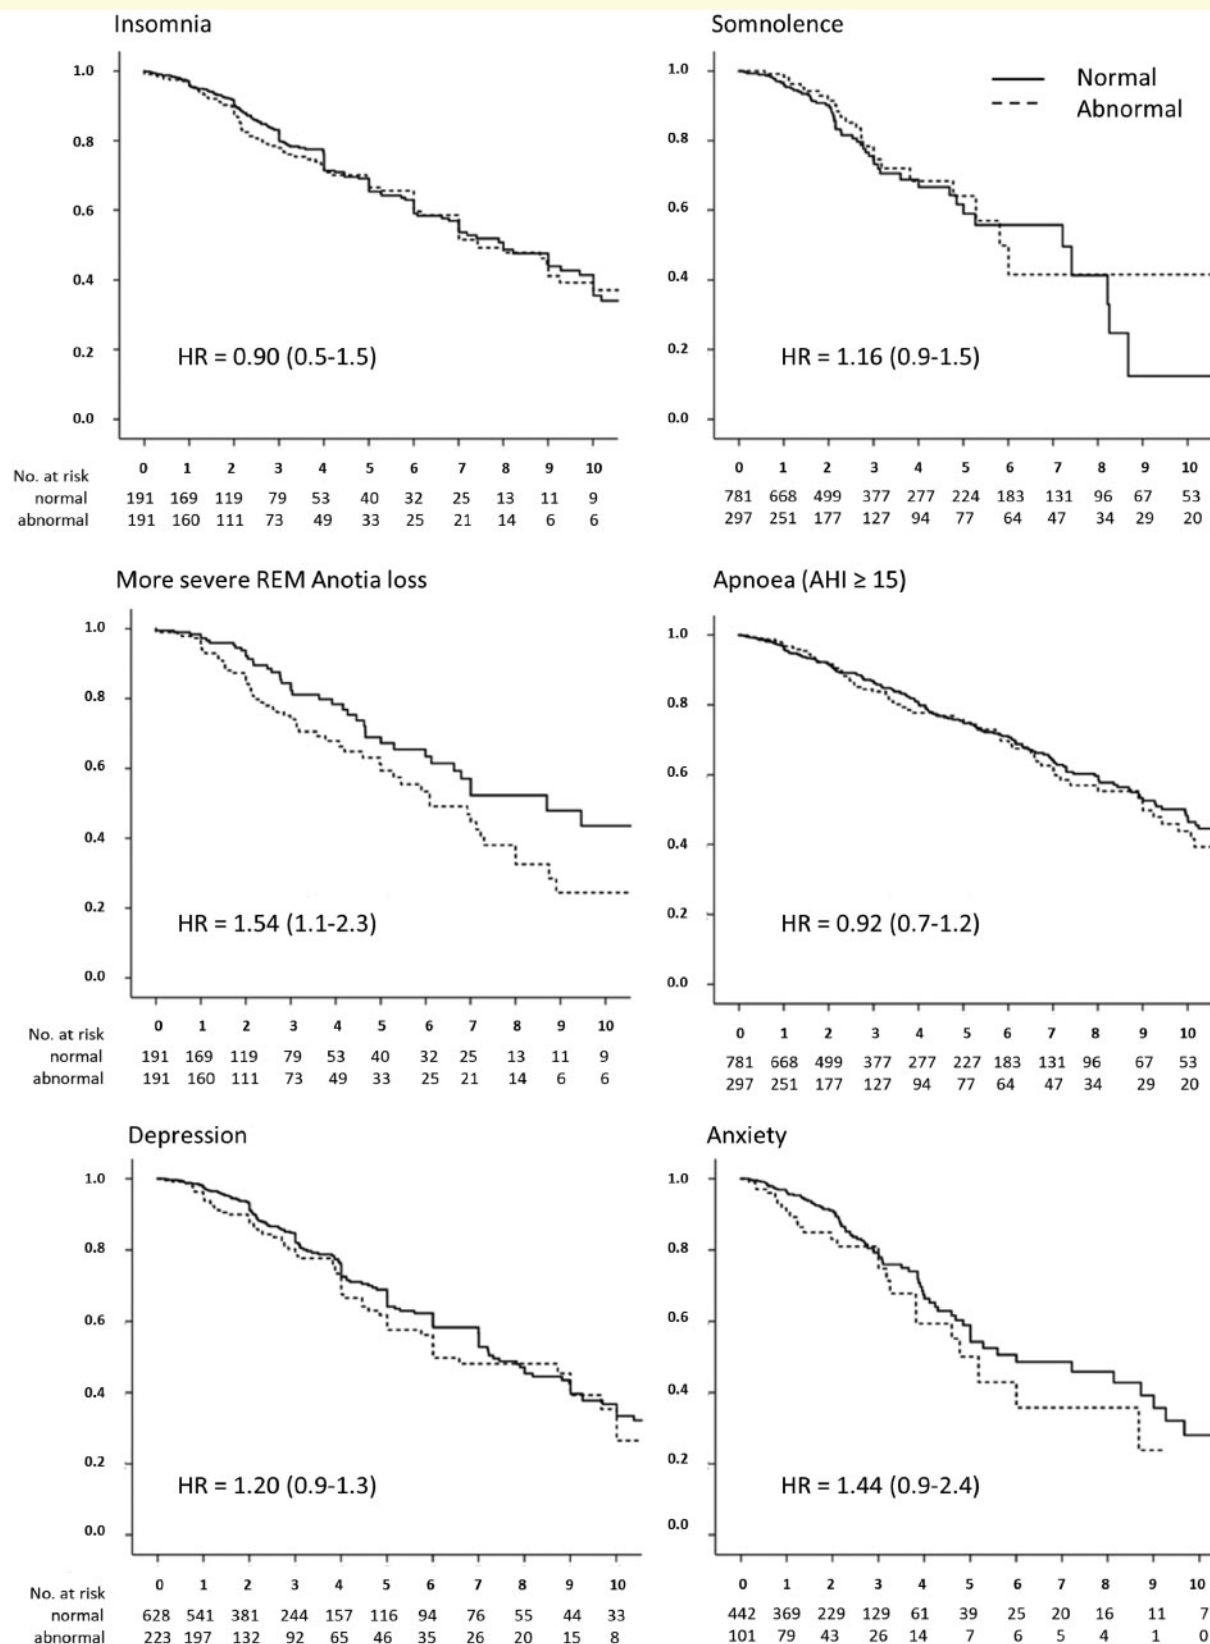 Insomnia
1.0
0.8
0.6
0.4
0.2
0.0
HR = 0.90 (0.5-1.5)
0 1 2 3 4 5 6 7 8 9 10
No. at risk
normal 191 169 119 79 53 40 32 25 13 11 9
abnormal 191 160 111 73 49 33 25 21 14 6 6
Somnolence
Normal
Abnormal
1.0
0.8
0.6
0.4
0.2
0.0
HR = 1.16 (0.9-1.5)
0 1 2 3 4 5 6 7 8 9 10
781 668 499 377 277 224 183 131 96 67 53
297 251 177 127 94 77 64 47 34 29 20
More severe REM Anotia loss
1.0
0.8
0.6
0.4
0.2
0.0
HR = 1.54 (1.1-2.3)
0 1 2 3 4 5 6 7 8 9 10
No. at risk
normal 191 169 119 79 53 40 32 25 13 11 9
abnormal 191 160 111 73 49 33 25 21 14 6 6
Apnoea (AHI ≥ 15)
1.0
0.8
0.6
0.4
0.2
0.0
HR = 0.92 (0.7-1.2)
0 1 2 3 4 5 6 7 8 9 10
781 668 499 377 277 227 183 131 96 67 53
297 251 177 127 94 77 64 47 34 29 20
Depression
1.0
0.8
0.6
0.4
0.2
0.0
HR = 1.20 (0.9-1.3)
0 1 2 3 4 5 6 7 8 9 10
No. at risk
normal 628 541 381 244 157 116 94 76 55 44 33
abnormal 223 197 132 92 65 46 35 26 20 15 8
Anxiety
1.0
0.8
0.6
0.4
0.2
0.0
HR = 1.44 (0.9-2.4)
0 1 2 3 4 5 6 7 8 9 10
442 369 229 129 61 39 25 20 16 11 7
101 79 43 26 14 7 6 5 4 1 0